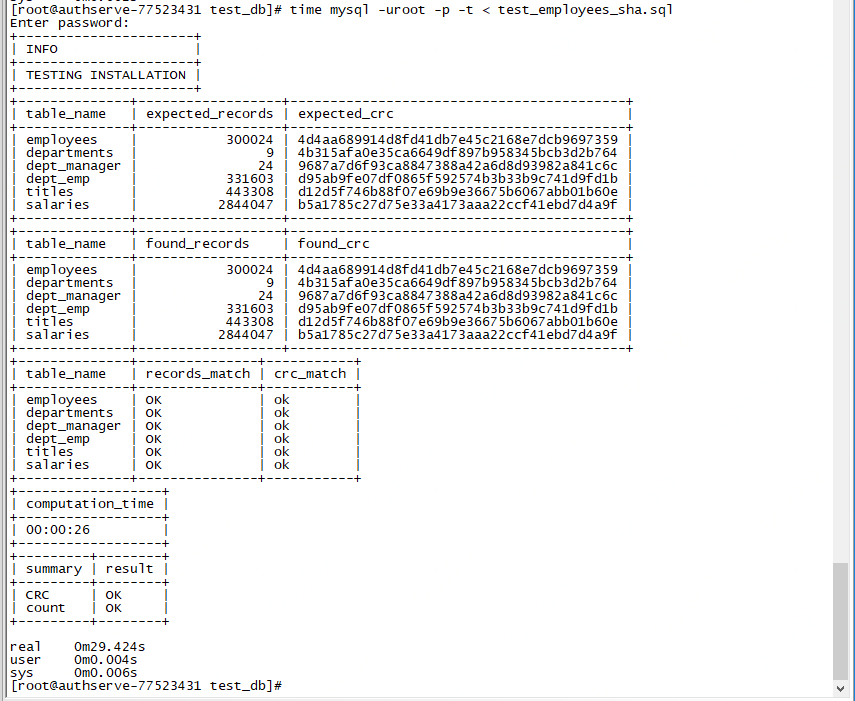 [root@authserve-77523431 test_db]# time mysql -uroot -p -t < test_employees_sha.sql
Enter password:
+----------------------+
| INFO                 |
+----------------------+
| TESTING INSTALLATION |
+----------------------+
+--------------+------------------+------------------------------------------+
| table_name   | expected_records | expected_crc                             |
+--------------+------------------+------------------------------------------+
| employees    |           300024 | 4d4aa689914d8fd41db7e45c2168e7dcb9697359 |
| departments  |                9 | 4b315afa0e35ca6649df897b958345bcb3d2b764 |
| dept_manager |               24 | 9687a7d6f93ca8847388a42a6d8d93982a841c6c |
| dept_emp     |           331603 | d95ab9fe07df0865f592574b3b33b9c741d9fd1b |
| titles       |           443308 | d12d5f746b88f07e69b9e36675b6067abb01b60e |
| salaries     |          2844047 | b5a1785c27d75e33a4173aaa22ccf41ebd7d4a9f |
+--------------+------------------+------------------------------------------+
+--------------+------------------+------------------------------------------+
| table_name   | found_records    | found_crc                                |
+--------------+------------------+------------------------------------------+
| employees    |           300024 | 4d4aa689914d8fd41db7e45c2168e7dcb9697359 |
| departments  |                9 | 4b315afa0e35ca6649df897b958345bcb3d2b764 |
| dept_manager |               24 | 9687a7d6f93ca8847388a42a6d8d93982a841c6c |
| dept_emp     |           331603 | d95ab9fe07df0865f592574b3b33b9c741d9fd1b |
| titles       |           443308 | d12d5f746b88f07e69b9e36675b6067abb01b60e |
| salaries     |          2844047 | b5a1785c27d75e33a4173aaa22ccf41ebd7d4a9f |
+--------------+------------------+------------------------------------------+
+--------------+---------------+-----------+
| table_name   | records_match | crc_match |
+--------------+---------------+-----------+
| employees    | OK            | ok        |
| departments  | OK            | ok        |
| dept_manager | OK            | ok        |
| dept_emp     | OK            | ok        |
| titles       | OK            | ok        |
| salaries     | OK            | ok        |
+--------------+---------------+-----------+
+------------------+
| computation_time |
+------------------+
| 00:00:26         |
+------------------+
+---------+--------+
| summary | result |
+---------+--------+
| CRC     | OK     |
| count   | OK     |
+---------+--------+
real    0m29.424s
user    0m0.004s
sys     0m0.006s
[root@authserve-77523431 test_db]#